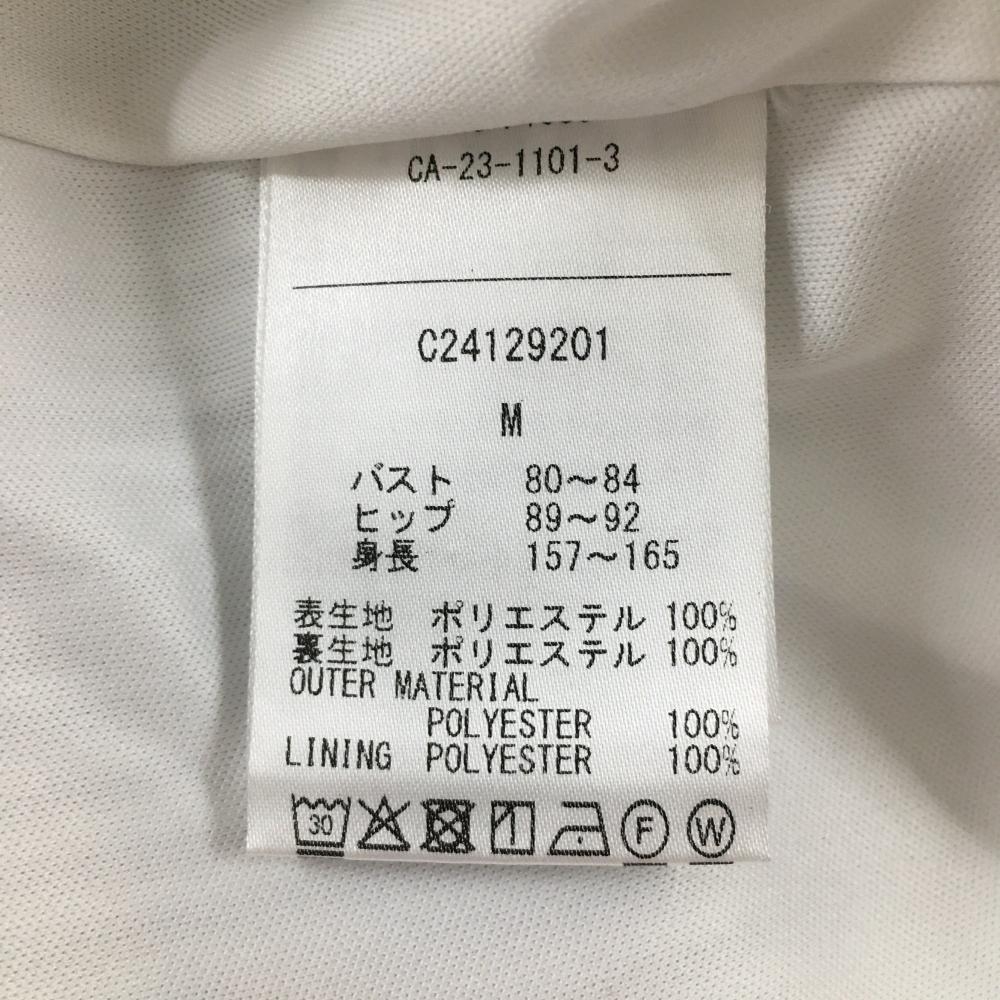 CA-23-1101-3
C24129201
M
バスト 80～84
ヒップ 89～92
身長 157～165
表生地 ポリエステル 100%
裏生地 ポリエステル 100%
OUTER MATERIAL
POLYESTER 100%
LINING POLYESTER 100%
30 F W